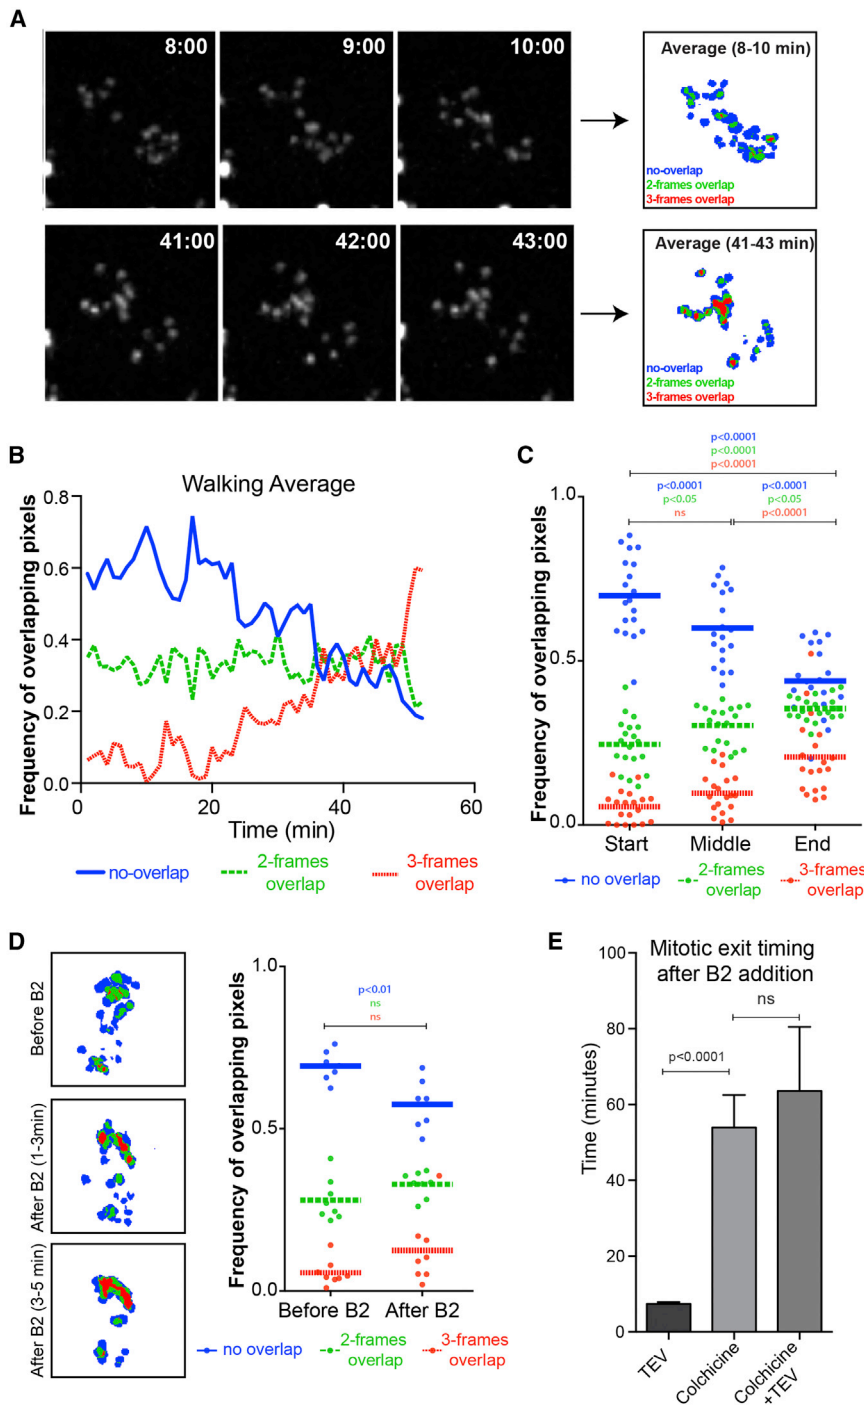 A
8:00
9:00
10:00
Average (8-10 min)
no-overlap
2-frames overlap
3-frames overlap
41:00
42:00
43:00
Average (41-43 min)
no-overlap
2-frames overlap
3-frames overlap
B
Walking Average
Frequency of overlapping pixels
0.8
0.6
0.4
0.2
0.0
0
20
40
60
Time (min)
no-overlap
2-frames
overlap
3-frames
overlap
C
p<0.0001
p<0.0001
p<0.0001
p<0.0001
p<0.05
ns
p<0.0001
p<0.05
p<0.0001
Frequency of overlapping pixels
1.0
0.5
0.0
Start
Middle
End
no overlap
2-frames
overlap
3-frames
overlap
D
Before B2
After B2 (1-3min)
After B2 (3-5 min)
Frequency of overlapping pixels
1.0
0.5
0.0
p<0.01
ns
ns
Before B2
After B2
no overlap
2-frames
overlap
3-frames
overlap
E
Mitotic exit timing
after B2 addition
Time (minutes)
100
80
60
40
20
0
p<0.0001
ns
TEV
Colchicine
Colchicine
+TEV